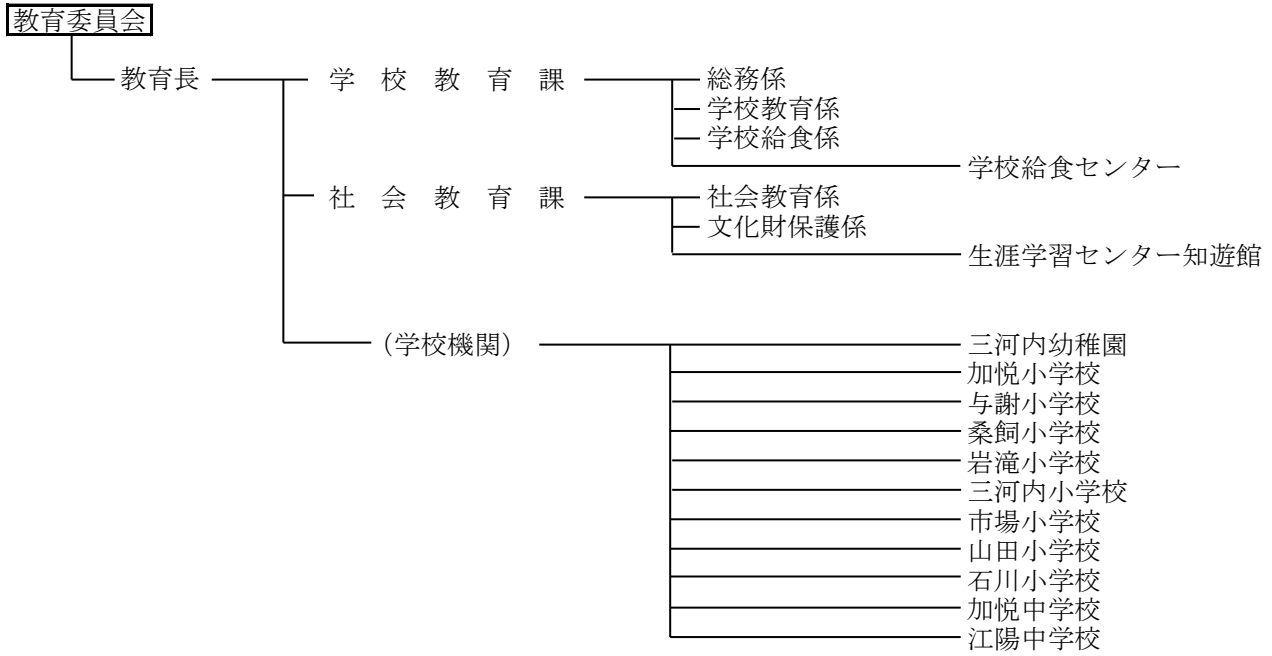 教育委員会
教育長 学校教育課 総務係
学校教育係
学校給食係
学校給食センター
社会教育課 社会教育係
文化財保護係
生涯学習センター知遊館
（学校機関） 三河内幼稚園
加悦小学校
与謝小学校
桑飼小学校
岩滝小学校
三河内小学校
市場小学校
山田小学校
石川小学校
加悦中学校
江陽中学校